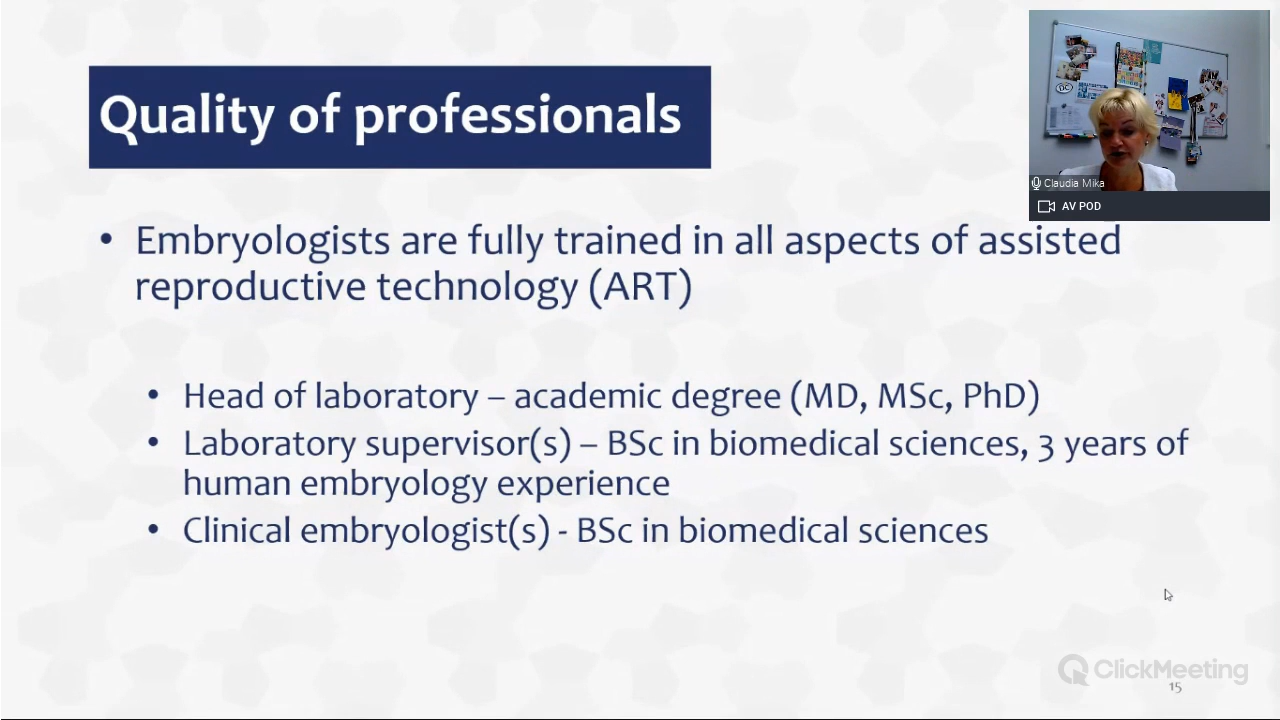 Quality of professionals
Claudia Mika
AV POD
• Embryologists are fully trained in all aspects of assisted
reproductive technology (ART)
• Head of laboratory – academic degree (MD, MSc, PhD)
• Laboratory supervisor(s) – BSc in biomedical sciences, 3 years of
human embryology experience
• Clinical embryologist(s) - BSc in biomedical sciences
ClickMeeting
15